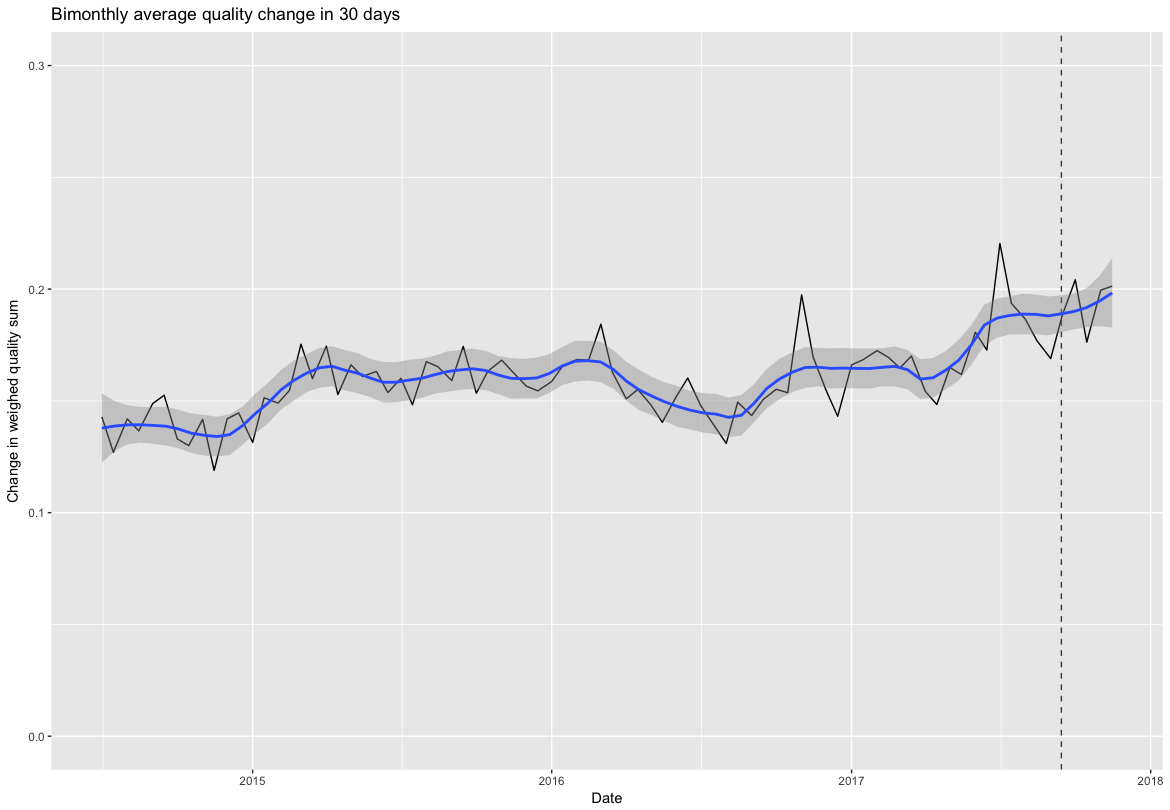 Bimonthly average quality change in 30 days
Change in weighed quality sum
0.3
0.2
0.1
0.0
2015
2016
2017
2018
Date